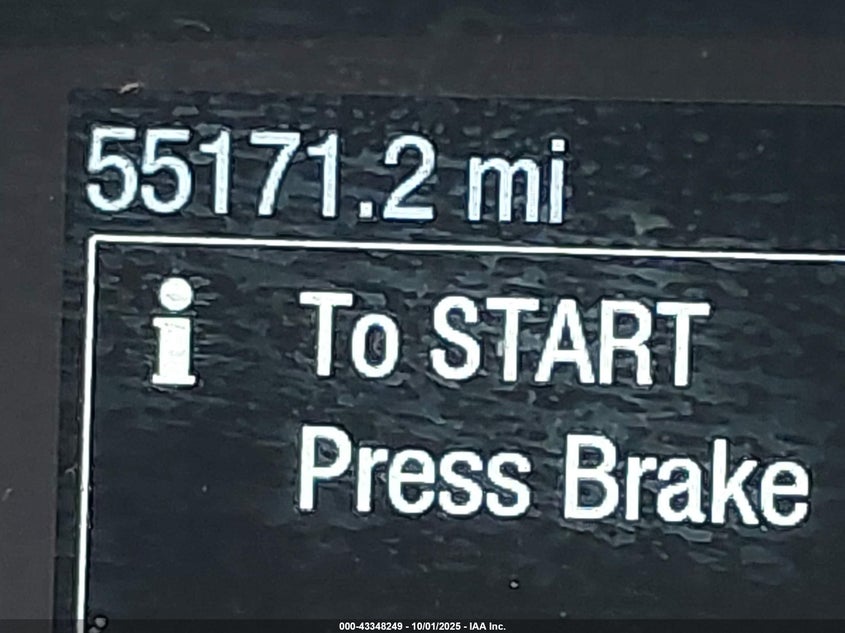 55171.2 mi
i
To START
Press Brake
000-43348249 - 10/01/2025 - IAA Inc.